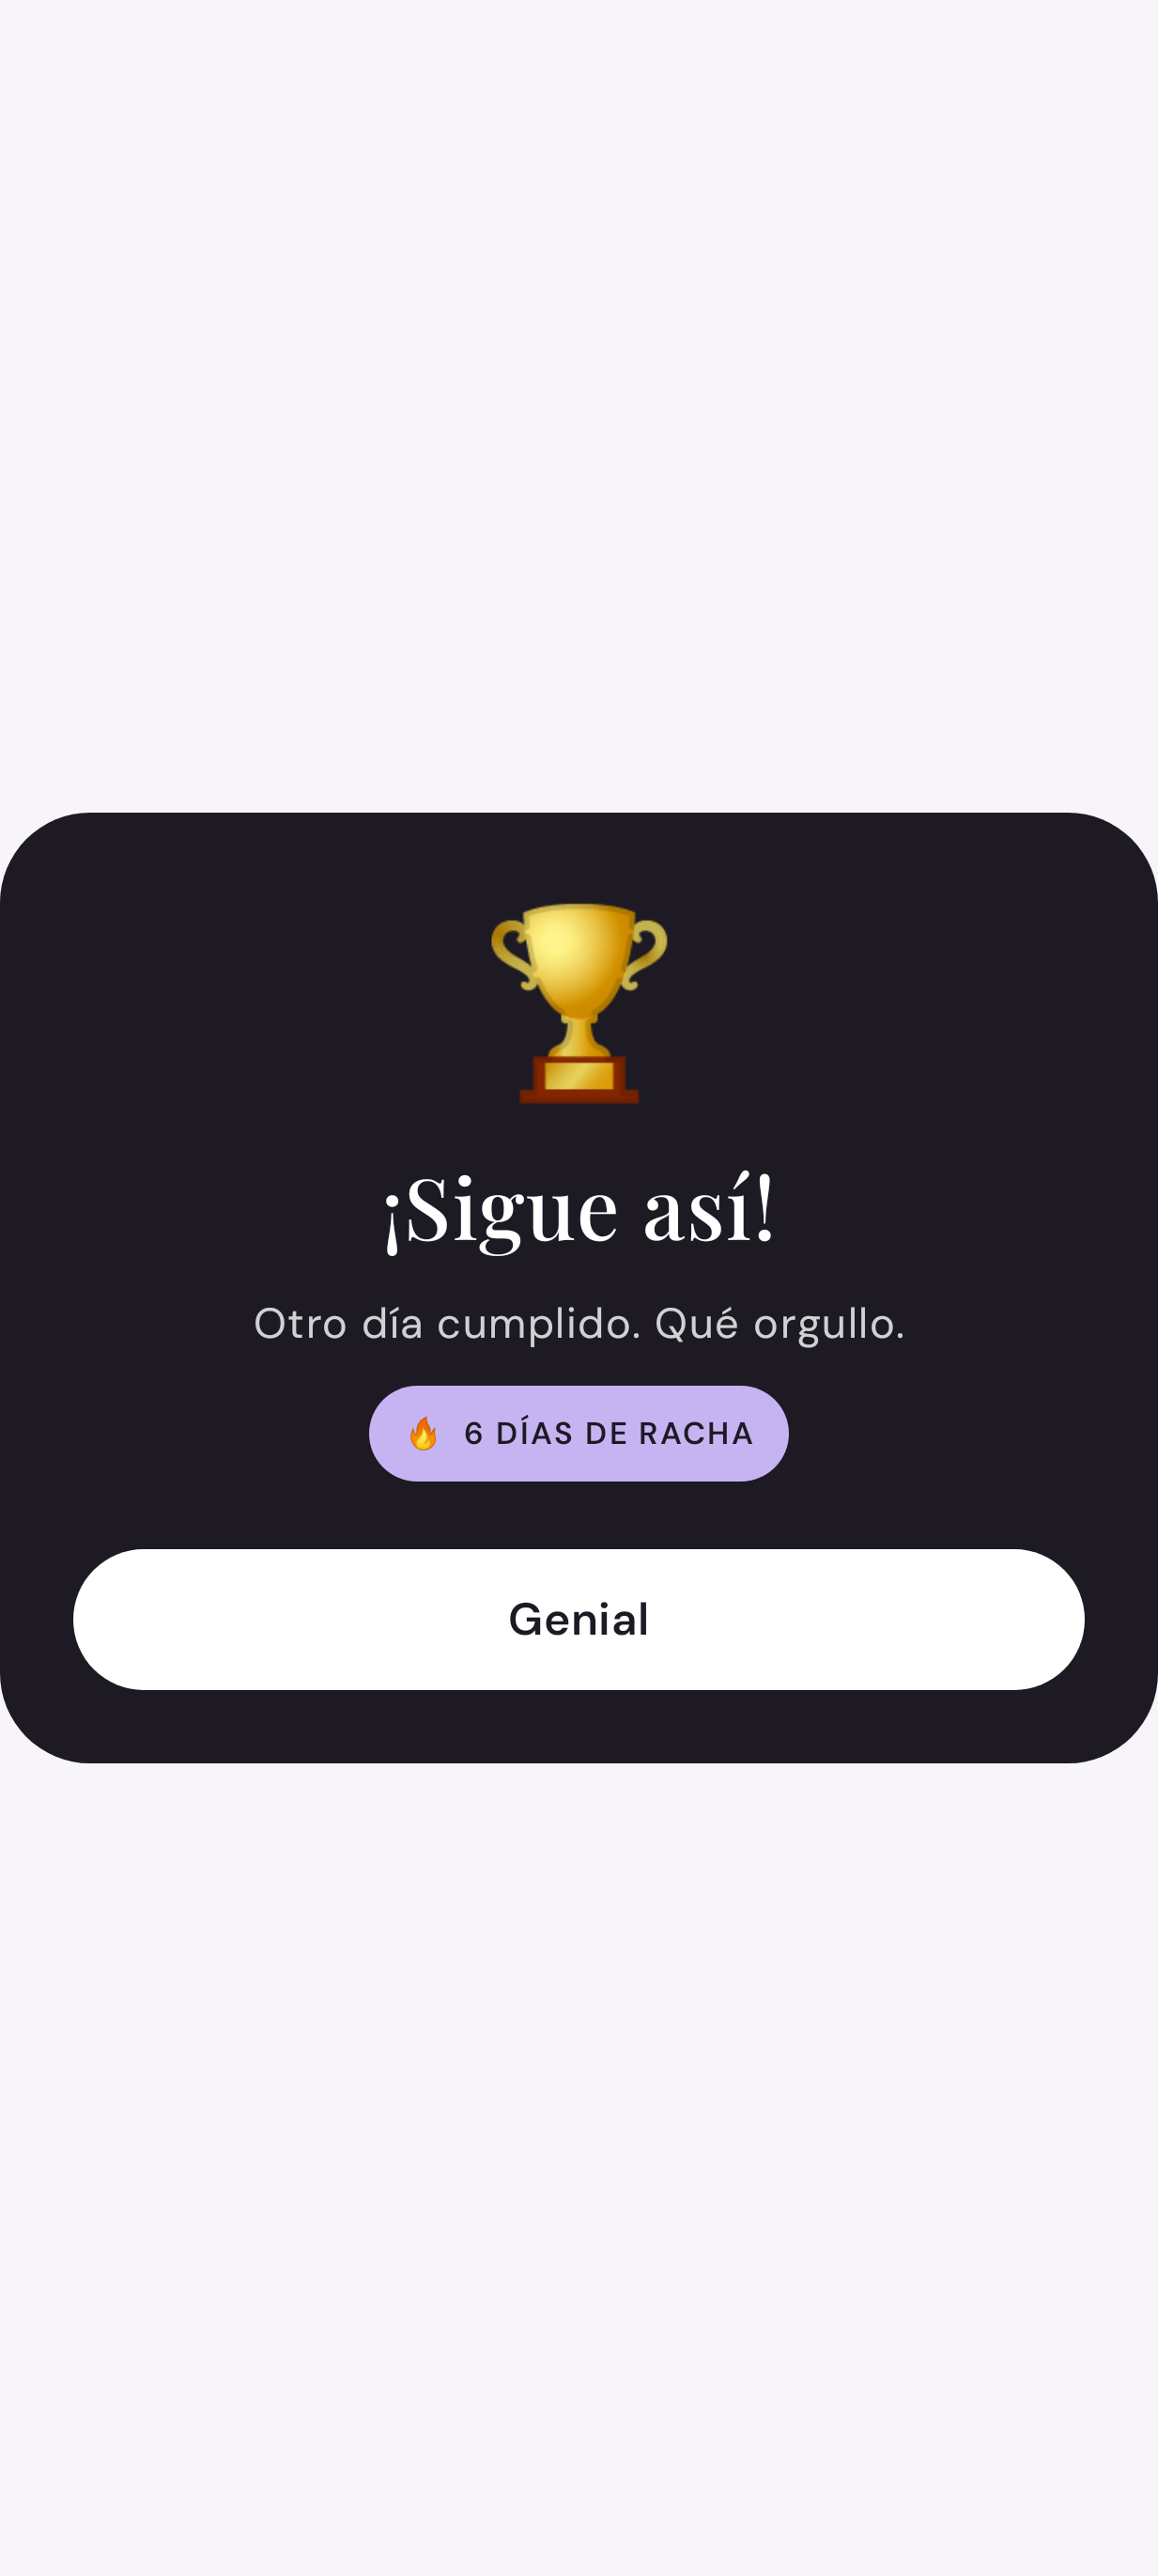 ¡Sigue así!
Otro día cumplido. Qué orgullo.
🔥 6 DÍAS DE RACHA
Genial